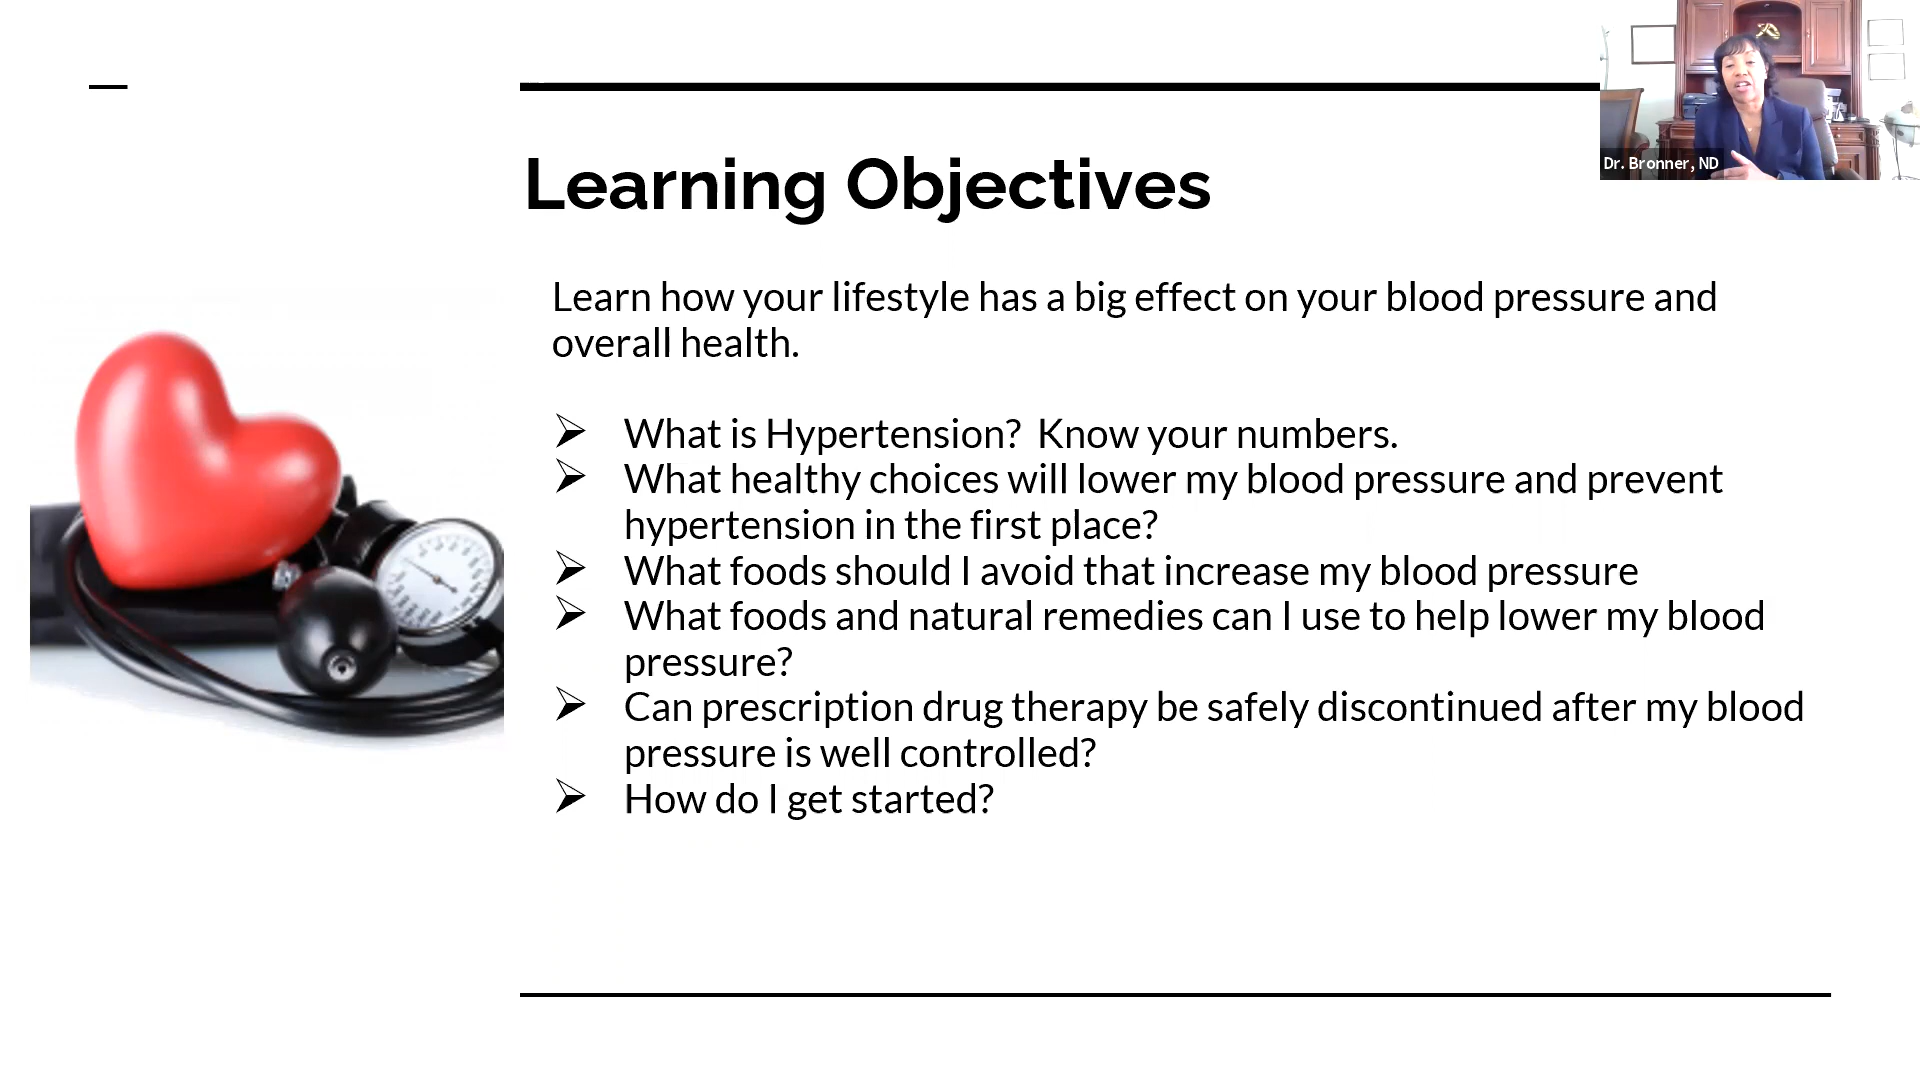 Dr. Bronner, ND
Learning Objectives
Learn how your lifestyle has a big effect on your blood pressure and
overall health.
➢ What is Hypertension?  Know your numbers.
➢ What healthy choices will lower my blood pressure and prevent
hypertension in the first place?
➢ What foods should I avoid that increase my blood pressure
➢ What foods and natural remedies can I use to help lower my blood
pressure?
➢ Can prescription drug therapy be safely discontinued after my blood
pressure is well controlled?
➢ How do I get started?